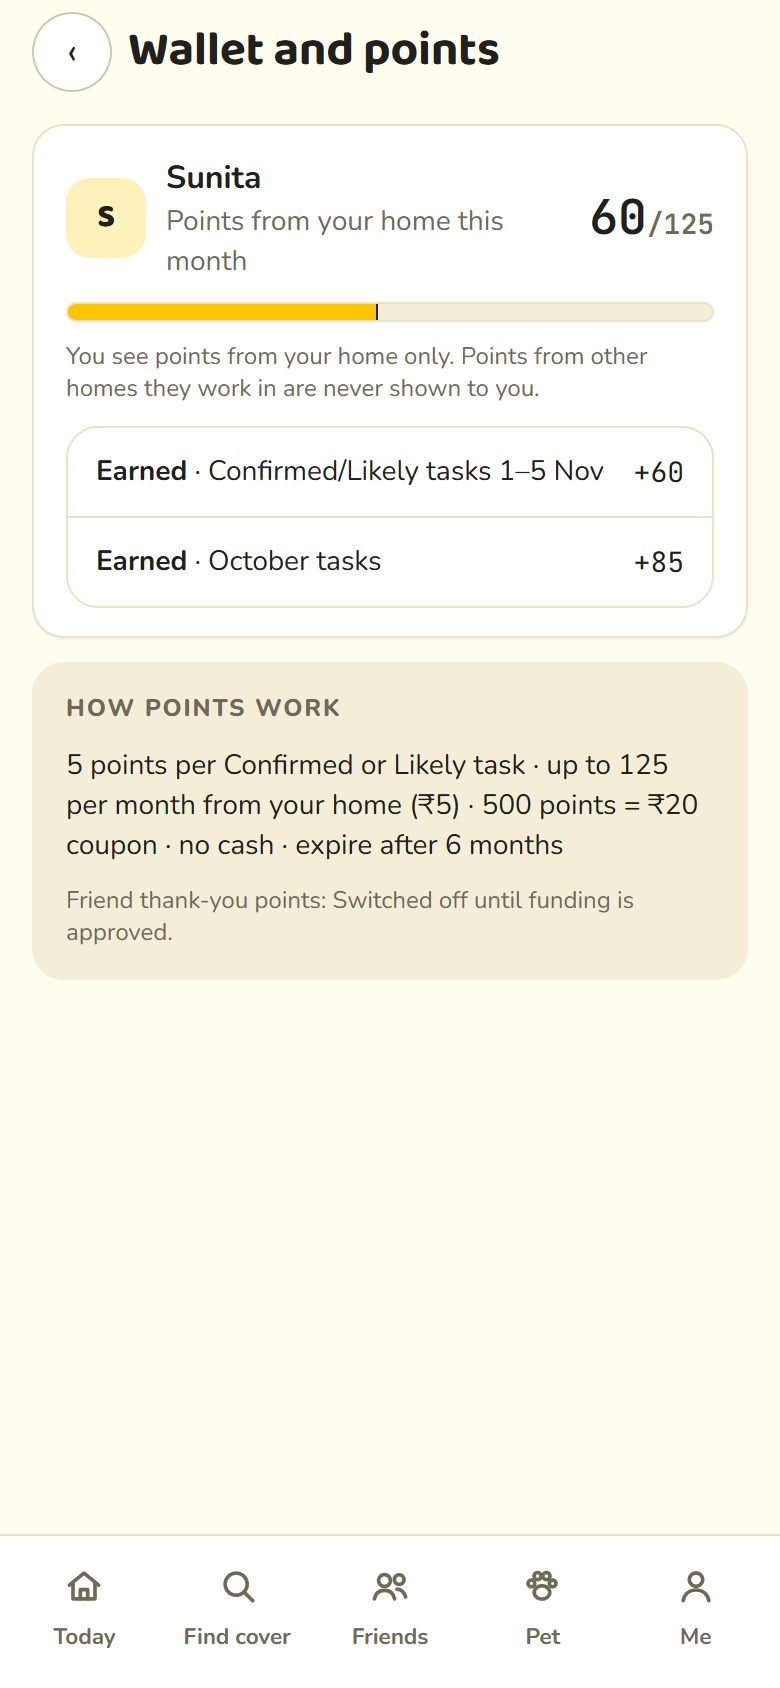 ‹ Wallet and points
S
Sunita
Points from your home this
month
60/125
You see points from your home only. Points from other
homes they work in are never shown to you.
Earned · Confirmed/Likely tasks 1–5 Nov +60
Earned · October tasks +85
HOW POINTS WORK
5 points per Confirmed or Likely task · up to 125
per month from your home (₹5) · 500 points = ₹20
coupon · no cash · expire after 6 months
Friend thank-you points: Switched off until funding is
approved.
Today Find cover Friends Pet Me